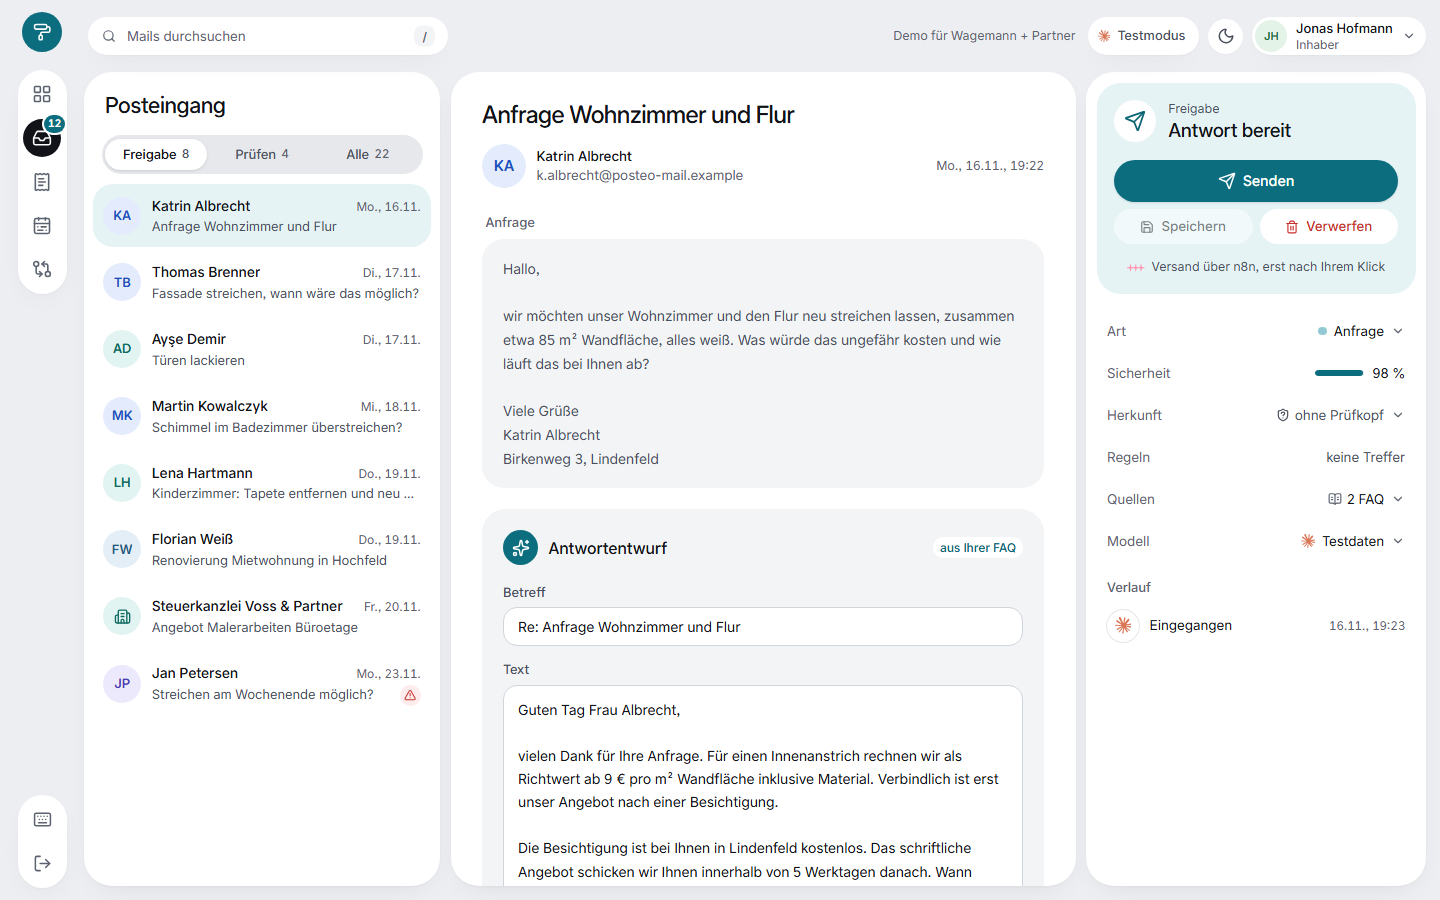 Mails durchsuchen
/
Demo für Wagemann + Partner
Testmodus
JH
Jonas Hofmann
Inhaber
12
Posteingang
Freigabe 8
Prüfen 4
Alle 22
KA
Katrin Albrecht
Mo., 16.11.
Anfrage Wohnzimmer und Flur
TB
Thomas Brenner
Di., 17.11.
Fassade streichen, wann wäre das möglich?
AD
Ayşe Demir
Di., 17.11.
Türen lackieren
MK
Martin Kowalczyk
Mi., 18.11.
Schimmel im Badezimmer überstreichen?
LH
Lena Hartmann
Do., 19.11.
Kinderzimmer: Tapete entfernen und neu ...
FW
Florian Weiß
Do., 19.11.
Renovierung Mietwohnung in Hochfeld
Steuerkanzlei Voss & Partner
Fr., 20.11.
Angebot Malerarbeiten Büroetage
JP
Jan Petersen
Mo., 23.11.
Streichen am Wochenende möglich?
Anfrage Wohnzimmer und Flur
KA
Katrin Albrecht
k.albrecht@posteo-mail.example
Mo., 16.11., 19:22
Anfrage
Hallo,
wir möchten unser Wohnzimmer und den Flur neu streichen lassen, zusammen
etwa 85 m² Wandfläche, alles weiß. Was würde das ungefähr kosten und wie
läuft das bei Ihnen ab?
Viele Grüße
Katrin Albrecht
Birkenweg 3, Lindenfeld
Antwortentwurf
aus Ihrer FAQ
Betreff
Re: Anfrage Wohnzimmer und Flur
Text
Guten Tag Frau Albrecht,
vielen Dank für Ihre Anfrage. Für einen Innenanstrich rechnen wir als
Richtwert ab 9 € pro m² Wandfläche inklusive Material. Verbindlich ist erst
unser Angebot nach einer Besichtigung.
Die Besichtigung ist bei Ihnen in Lindenfeld kostenlos. Das schriftliche
Angebot schicken wir Ihnen innerhalb von 5 Werktagen danach. Wann
Freigabe
Antwort bereit
Senden
Speichern
Verwerfen
Versand über n8n, erst nach Ihrem Klick
Art
Anfrage
Sicherheit
98 %
Herkunft
ohne Prüfkopf
Regeln
keine Treffer
Quellen
2 FAQ
Modell
Testdaten
Verlauf
Eingegangen
16.11., 19:23